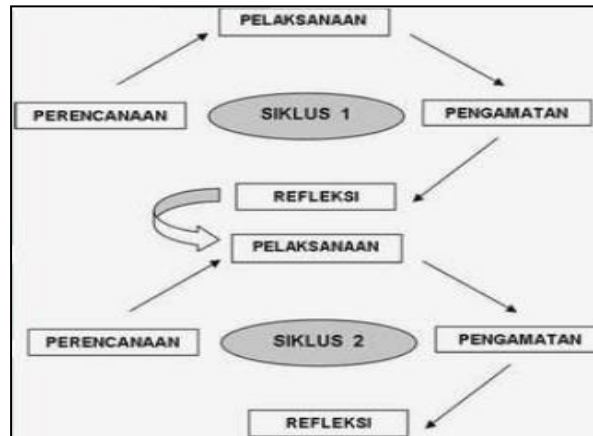 PELAKSANAAN
PERENCANAAN
SIKLUS 1
PENGAMATAN
REFLEKSI
PELAKSANAAN
PERENCANAAN
SIKLUS 2
PENGAMATAN
REFLEKSI